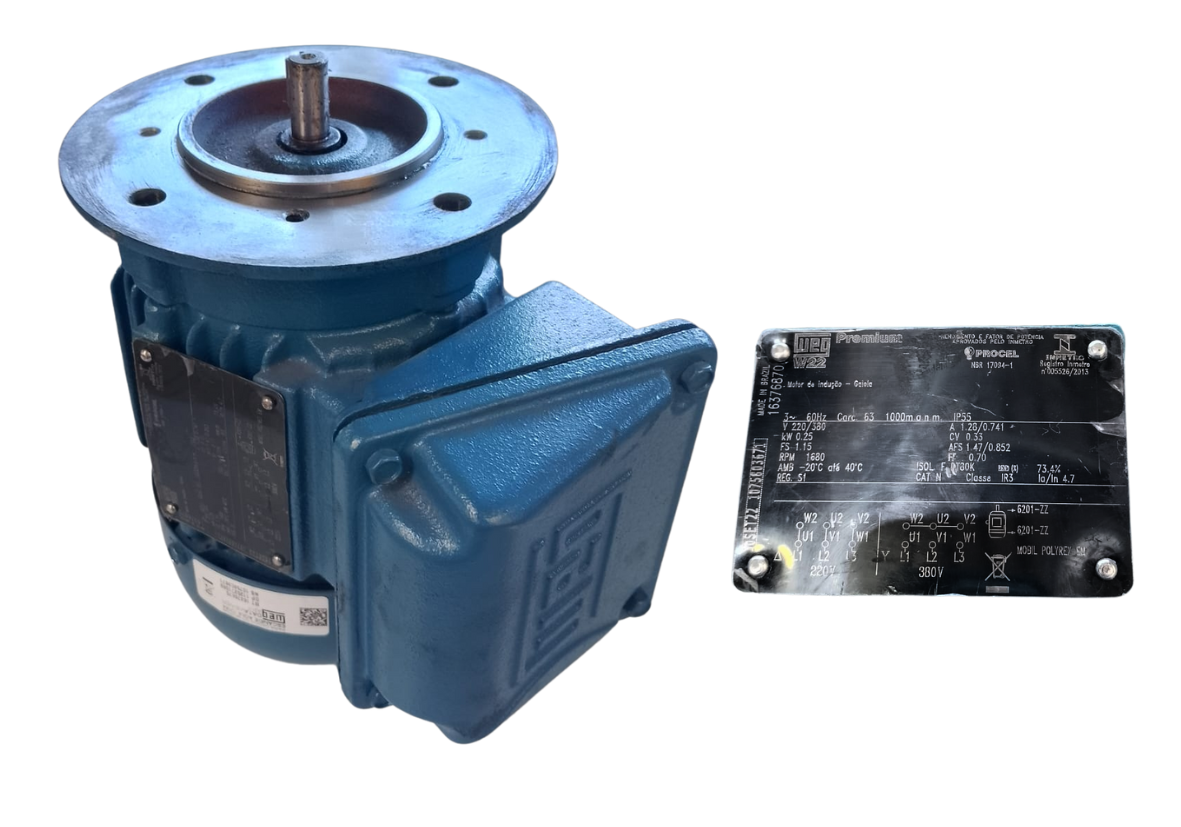 weg
weg
W22
Premium
RENDIMENTO E FATOR DE POTÊNCIA
APROVADOS PELO INMETRO
PROCEL
NBR 17094-1
INMETRO
Registro Inmetro
nº005526/2013
MADE IN BRAZIL
16376870
Motor de indução - Gaiola
3~ 60Hz Carc. 63 1000m.a.n.m. IP55
V 220/380 A 1.28/0.741
kW 0.25 CV 0.33
FS 1.15 AFS 1.47/0.852
RPM 1680 FP 0.70
AMB -20°C até 40°C ISOL F ΔT80K REND (%) 73.4%
REG. S1 CAT. N Classe IR3 Ip/In 4.7
05ET22 1075603671
W2 U2 V2 W2 U2 V2
U1 V1 W1 U1 V1 W1
Δ L1 L2 L3 Y L1 L2 L3
220V 380V
6201-ZZ
6201-ZZ
MOBIL POLYREX EM